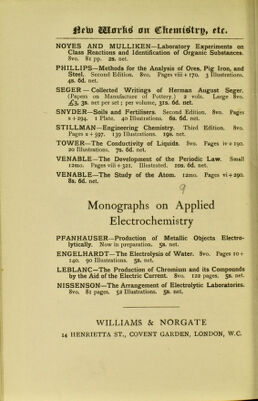 New Works on Chemistry, etc.
NOYES AND MULLIKEN—Laboratory Experiments on
Class Reactions and Identification of Organic Substances.
8vo. 81 pp. 2s. net.
PHILLIPS—Methods for the Analysis of Ores, Pig Iron, and
Steel. Second Edition. 8vo. Pages viii + 170. 3 Illustrations.
4s. 6d. net.
SEGER — Collected Writings of Herman August Seger.
(Papers on Manufacture of Pottery.) 2 vols. Large 8vo.
£3, 3s. net per set; per volume, 31s. 6d. net.
SNYDER—Soils and Fertilisers. Second Edition. 8vo. Pages
x + 294. 1 Plate. 40 Illustrations. 6s. 6d. net.
STILLMAN—Engineering Chemistry. Third Edition. 8vo.
Pages x + 597. 139 Illustrations. 19s. net.
TOWER—The Conductivity of Liquids. 8vo. Pages iv + 190.
20 Illustrations. 7s. 6d. net.
VENABLE—The Development of the Periodic Law. Small
12mo. Pages viii + 321. Illustrated. 10s. 6d. net.
VENABLE—The Study of the Atom. 12mo. Pages vi + 290.
8s. 6d. net.
9
Monographs on Applied
Electrochemistry
PFANHAUSER—Production of Metallic Objects Electro-
lytically. Now in preparation. 5s. net.
ENGELHARDT—The Electrolysis of Water. 8vo. Pages 10 +
140. 90 Illustrations. 5s. net.
LEBLANC—The Production of Chromium and its Compounds
by the Aid of the Electric Current. 8vo. 122 pages. 5s. net.
NISSENSON—The Arrangement of Electrolytic Laboratories.
8vo. 81 pages. 52 Illustrations. 5s. net.
WILLIAMS & NORGATE
14 HENRIETTA ST., COVENT GARDEN, LONDON, W.C.